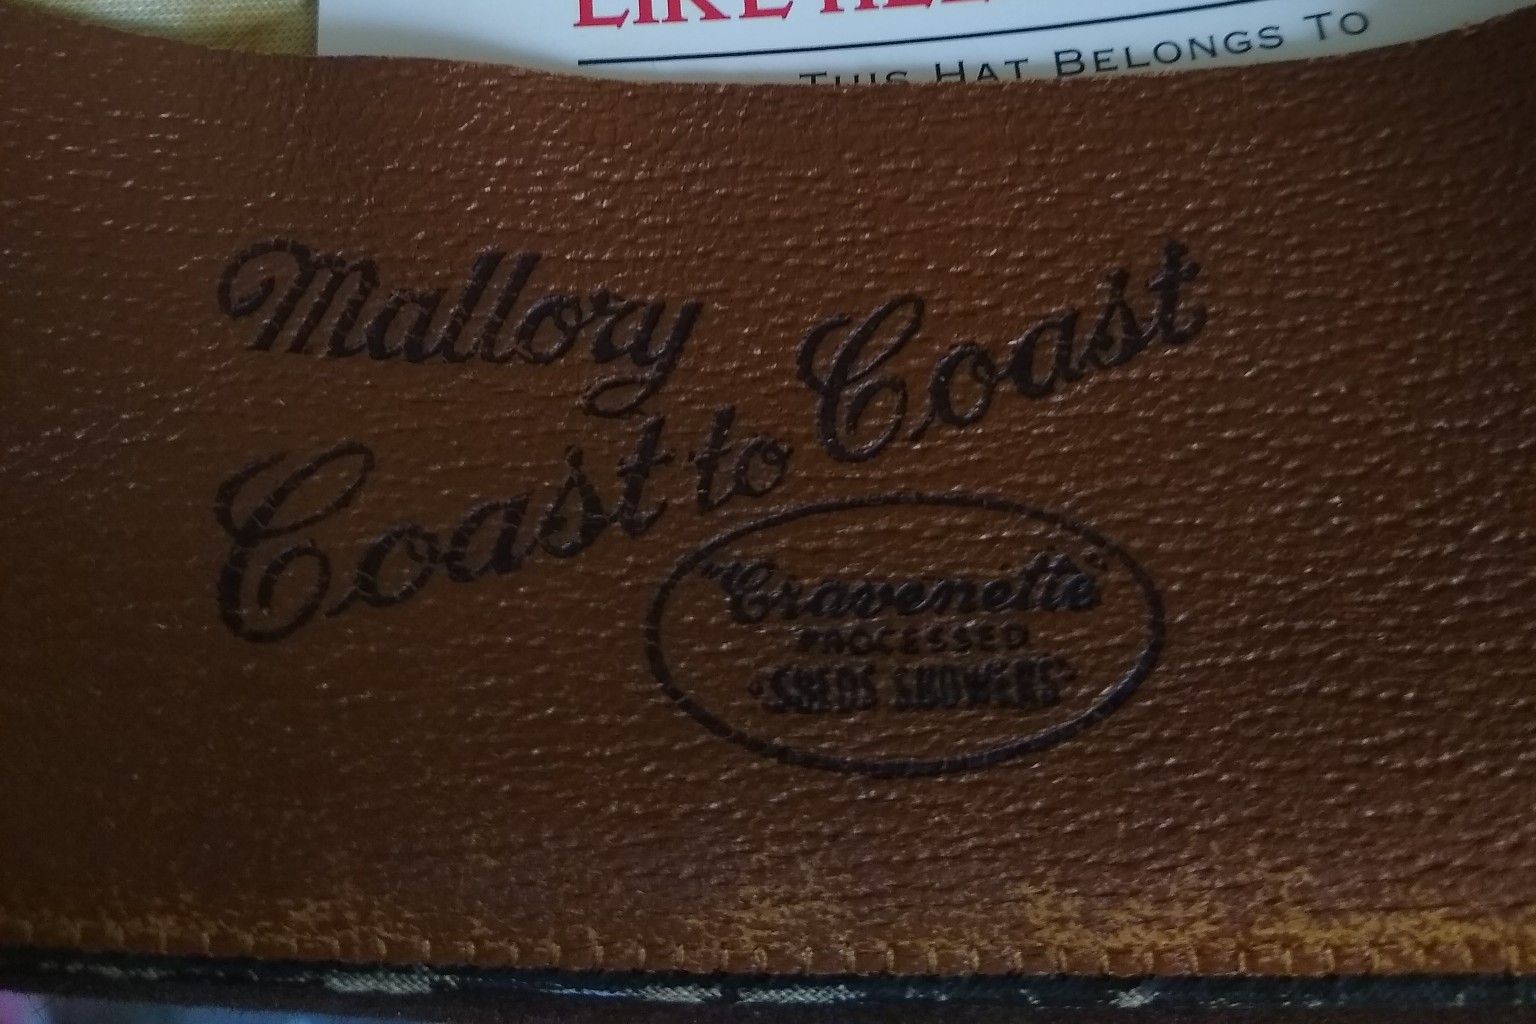 THIS HAT BELONGS TO
Mallory
Coast to Coast
"Cravenette"
PROCESSED
"SHEDS SHOWERS"